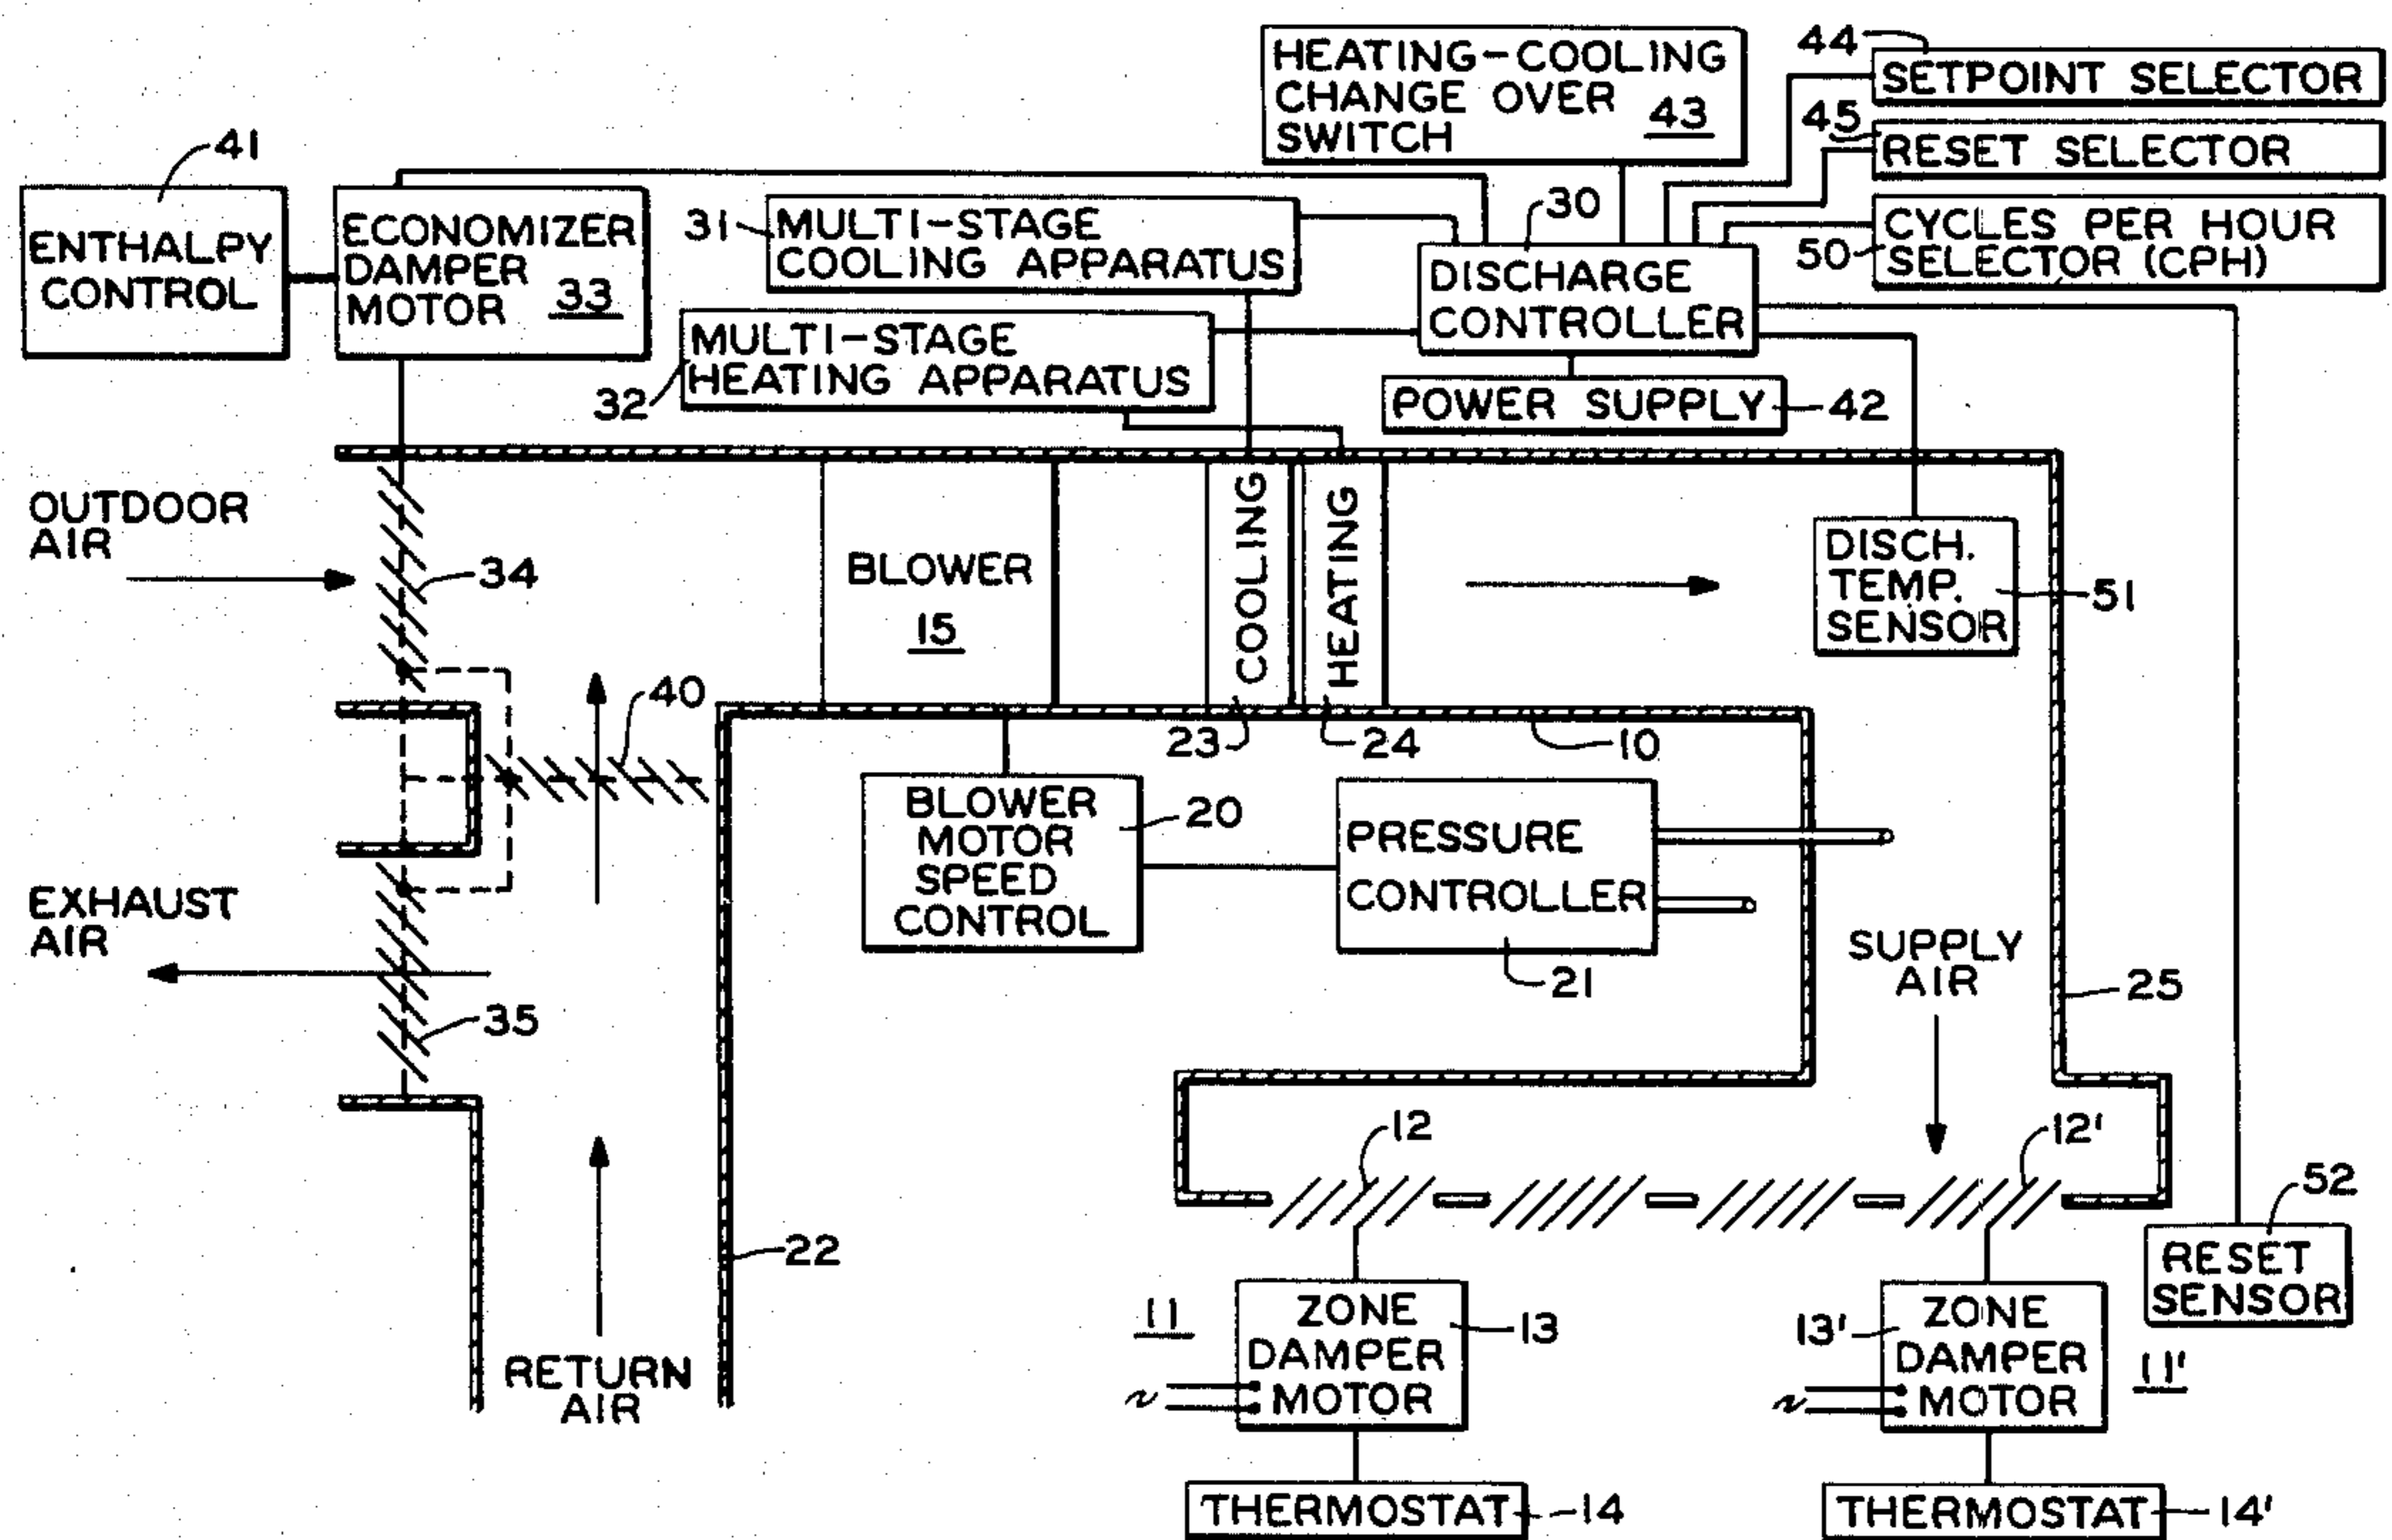 HEATING-COOLING
CHANGE OVER
SWITCH 43
44
SETPOINT SELECTOR
45
RESET SELECTOR
50
CYCLES PER HOUR
SELECTOR (CPH)
41
ENTHALPY
CONTROL
ECONOMIZER
DAMPER
MOTOR 33
31
MULTI-STAGE
COOLING APPARATUS
30
DISCHARGE
CONTROLLER
32
MULTI-STAGE
HEATING APPARATUS
POWER SUPPLY
42
OUTDOOR
AIR
34
BLOWER
15
COOLING
HEATING
DISCH.
TEMP.
SENSOR
51
40
23
24
10
BLOWER
MOTOR
SPEED
CONTROL
20
PRESSURE
CONTROLLER
21
EXHAUST
AIR
35
SUPPLY
AIR
25
12
12'
22
52
RESET
SENSOR
RETURN
AIR
11
ZONE
DAMPER
MOTOR
13
13'
ZONE
DAMPER
MOTOR
11'
THERMOSTAT
14
THERMOSTAT
14'